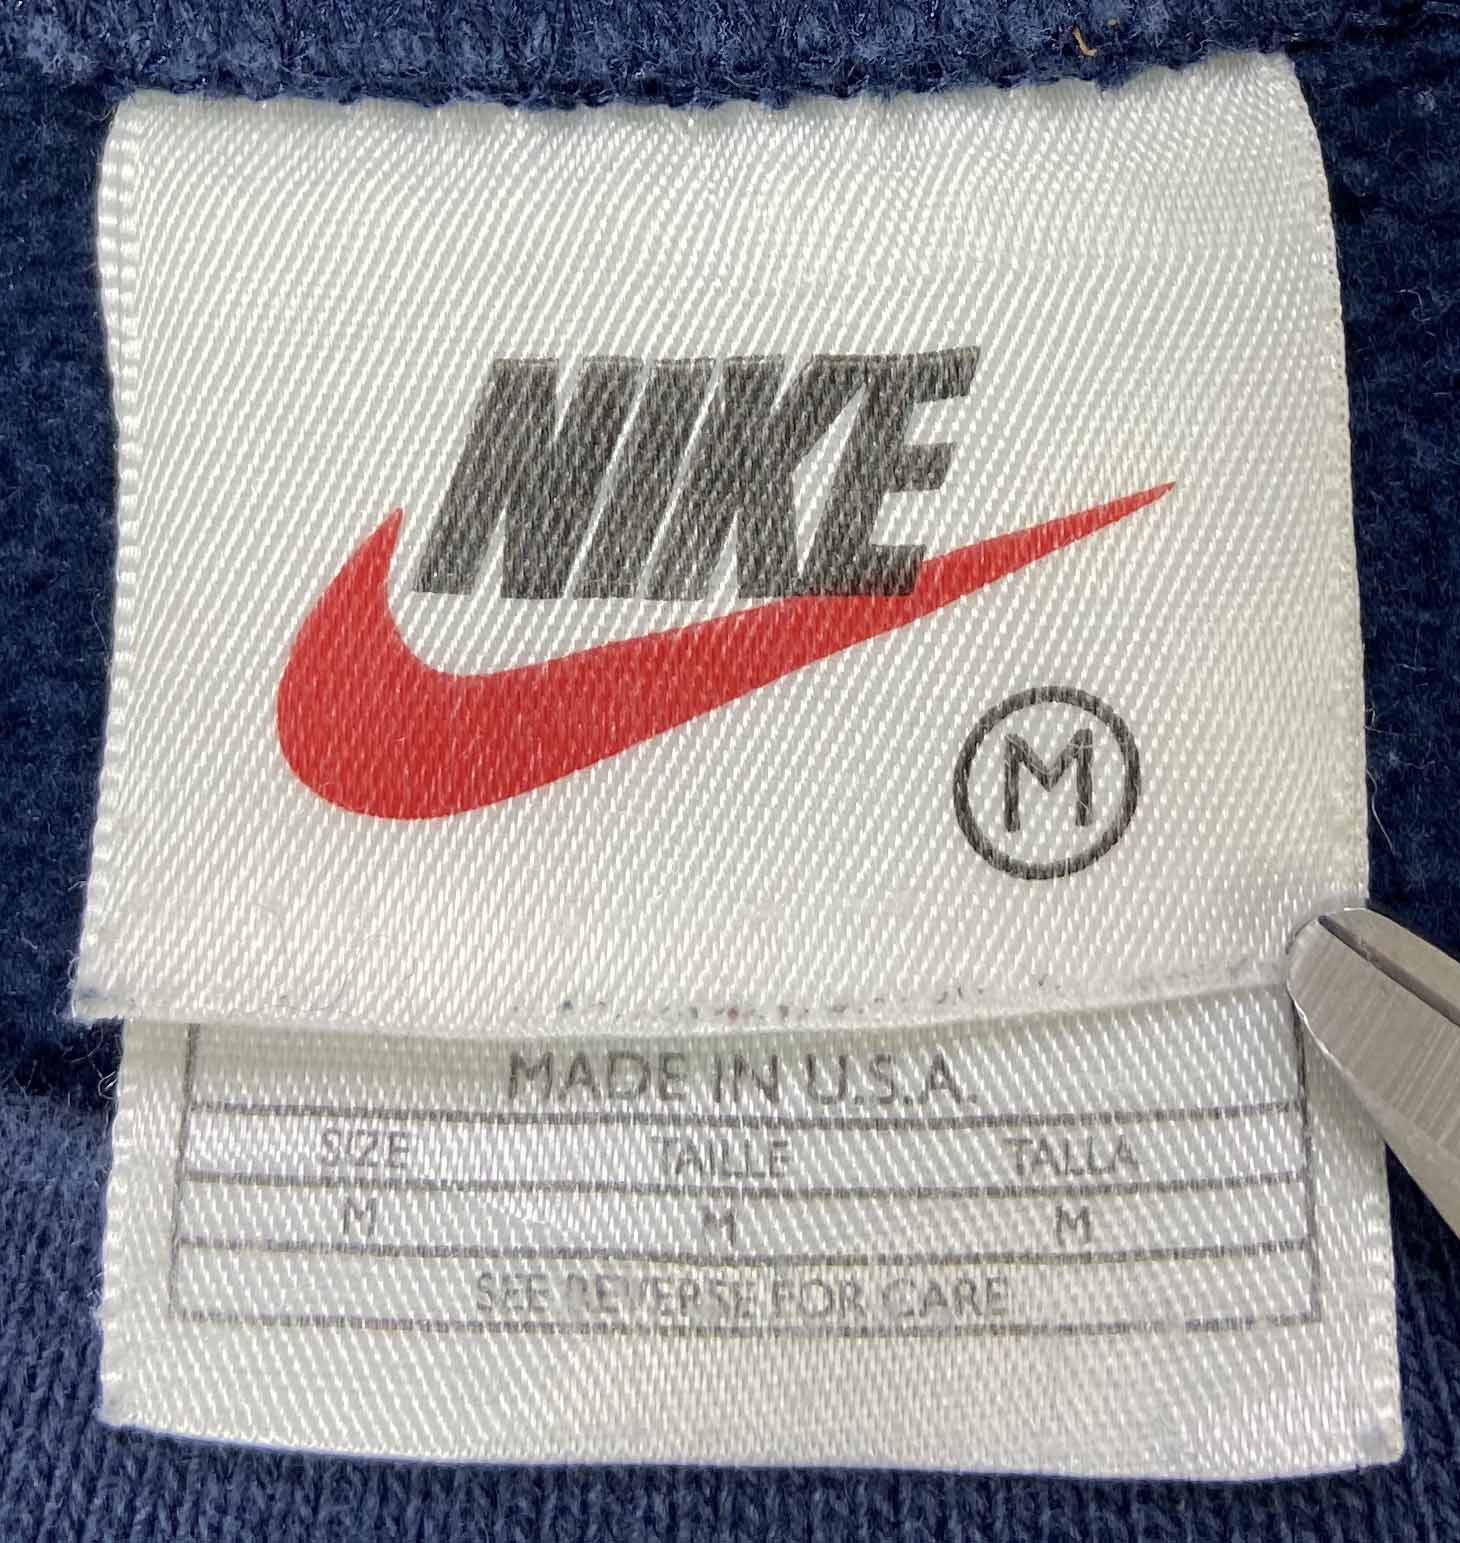 NIKE
M
MADE IN U.S.A.
SIZE TAILLE TALLA
M M M
SEE REVERSE FOR CARE